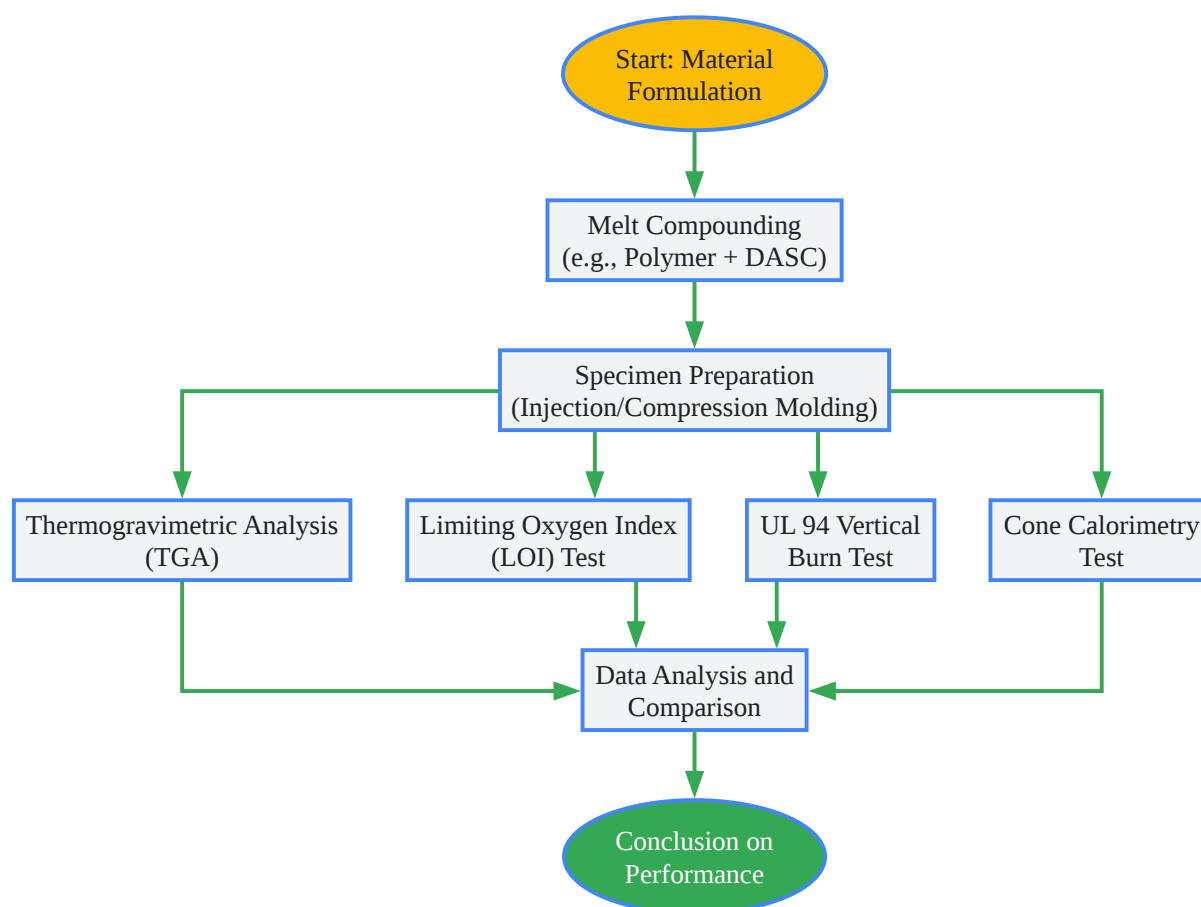 Start: Material
Formulation
Melt Compounding
(e.g., Polymer + DASC)
Specimen Preparation
(Injection/Compression Molding)
Thermogravimetric Analysis
(TGA)
Limiting Oxygen Index
(LOI) Test
UL 94 Vertical
Burn Test
Cone Calorimetry
Test
Data Analysis and
Comparison
Conclusion on
Performance